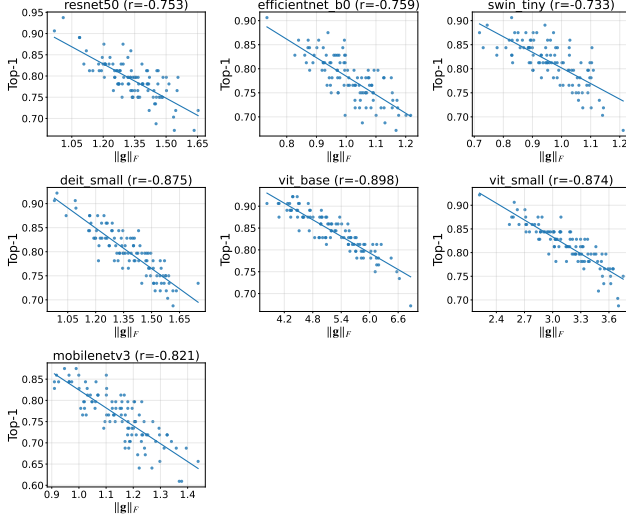 resnet50 (r=-0.753)
0.95
0.90
0.85
0.80
0.75
0.70
Top-1
1.05 1.20 1.35 1.50 1.65
‖g‖F
efficientnet_b0 (r=-0.759)
0.90
0.85
0.80
0.75
0.70
Top-1
0.8 0.9 1.0 1.1 1.2
‖g‖F
swin_tiny (r=-0.733)
0.90
0.85
0.80
0.75
0.70
Top-1
0.7 0.8 0.9 1.0 1.1 1.2
‖g‖F
deit_small (r=-0.875)
0.90
0.85
0.80
0.75
0.70
Top-1
1.05 1.20 1.35 1.50 1.65
‖g‖F
vit_base (r=-0.898)
0.90
0.85
0.80
0.75
0.70
Top-1
4.2 4.8 5.4 6.0 6.6
‖g‖F
vit_small (r=-0.874)
0.90
0.85
0.80
0.75
0.70
Top-1
2.4 2.7 3.0 3.3 3.6
‖g‖F
mobilenetv3 (r=-0.821)
0.85
0.80
0.75
0.70
0.65
0.60
Top-1
0.9 1.0 1.1 1.2 1.3 1.4
‖g‖F